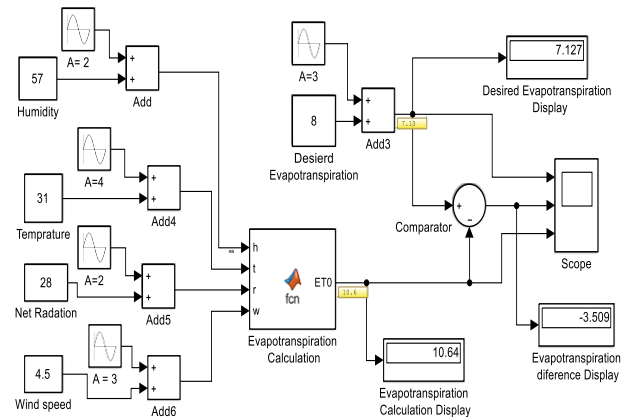 A= 2
57
Humidity
+
+
Add
A=4
31
Temprature
+
+
Add4
A=2
28
Net Radation
+
+
Add5
A = 3
4.5
Wind speed
+
+
Add6
h
t
r
w
fcn
ET0
10.6
Evapotranspiration
Calculation
A=3
8
Desierd
Evapotranspiration
+
+
Add3
7.13
7.127
Desired Evapotranspiration
Display
Comparator
+
−
Scope
-3.509
Evapotranspiration
diference Display
10.64
Evapotranspiration
Calculation Display